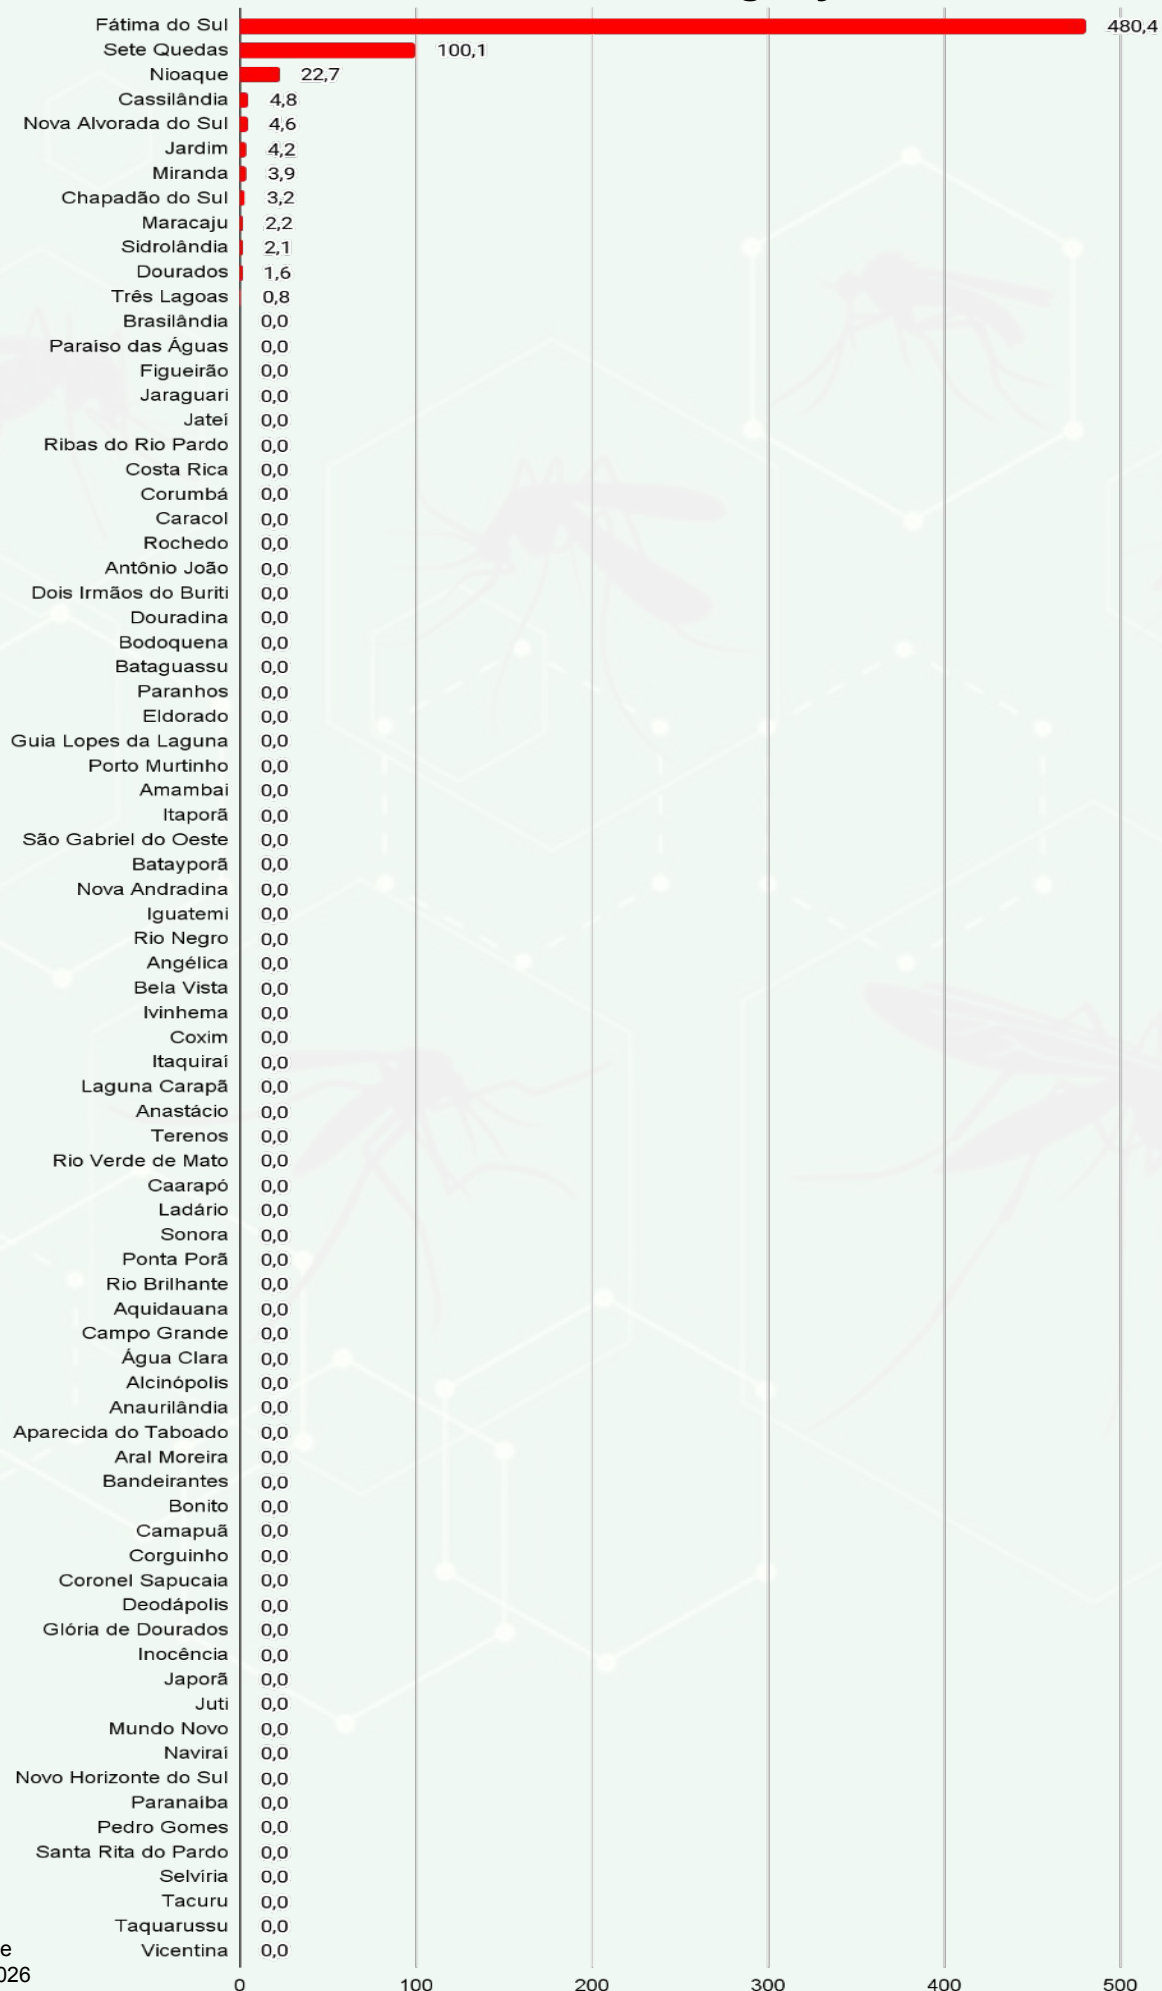 Fátima do Sul 480,4
Sete Quedas 100,1
Nioaque 22,7
Cassilândia 4,8
Nova Alvorada do Sul 4,6
Jardim 4,2
Miranda 3,9
Chapadão do Sul 3,2
Maracaju 2,2
Sidrolândia 2,1
Dourados 1,6
Três Lagoas 0,8
Brasilândia 0,0
Paraíso das Águas 0,0
Figueirão 0,0
Jaraguari 0,0
Jateí 0,0
Ribas do Rio Pardo 0,0
Costa Rica 0,0
Corumbá 0,0
Caracol 0,0
Rochedo 0,0
Antônio João 0,0
Dois Irmãos do Buriti 0,0
Douradina 0,0
Bodoquena 0,0
Bataguassu 0,0
Paranhos 0,0
Eldorado 0,0
Guia Lopes da Laguna 0,0
Porto Murtinho 0,0
Amambai 0,0
Itaporã 0,0
São Gabriel do Oeste 0,0
Batayporã 0,0
Nova Andradina 0,0
Iguatemi 0,0
Rio Negro 0,0
Angélica 0,0
Bela Vista 0,0
Ivinhema 0,0
Coxim 0,0
Itaquiraí 0,0
Laguna Carapã 0,0
Anastácio 0,0
Terenos 0,0
Rio Verde de Mato 0,0
Caarapó 0,0
Ladário 0,0
Sonora 0,0
Ponta Porã 0,0
Rio Brilhante 0,0
Aquidauana 0,0
Campo Grande 0,0
Água Clara 0,0
Alcinópolis 0,0
Anaurilândia 0,0
Aparecida do Taboado 0,0
Aral Moreira 0,0
Bandeirantes 0,0
Bonito 0,0
Camapuã 0,0
Corguinho 0,0
Coronel Sapucaia 0,0
Deodápolis 0,0
Glória de Dourados 0,0
Inocência 0,0
Japorã 0,0
Juti 0,0
Mundo Novo 0,0
Naviraí 0,0
Novo Horizonte do Sul 0,0
Paranaíba 0,0
Pedro Gomes 0,0
Santa Rita do Pardo 0,0
Selvíria 0,0
Tacuru 0,0
Taquarussu 0,0
Vicentina 0,0
e
026
0 100 200 300 400 500